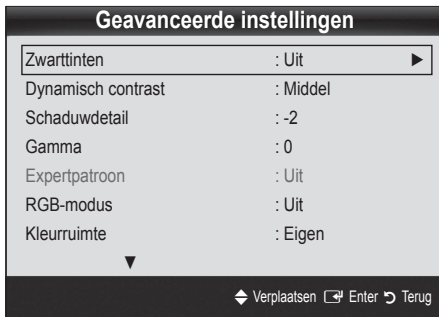 Geavanceerde instellingen
Zwarttinten : Uit ▶
Dynamisch contrast : Middel
Schaduwdetail : -2
Gamma : 0
Expertpatroon : Uit
RGB-modus : Uit
Kleurruimte : Eigen
▼
Verplaatsen Enter Terug